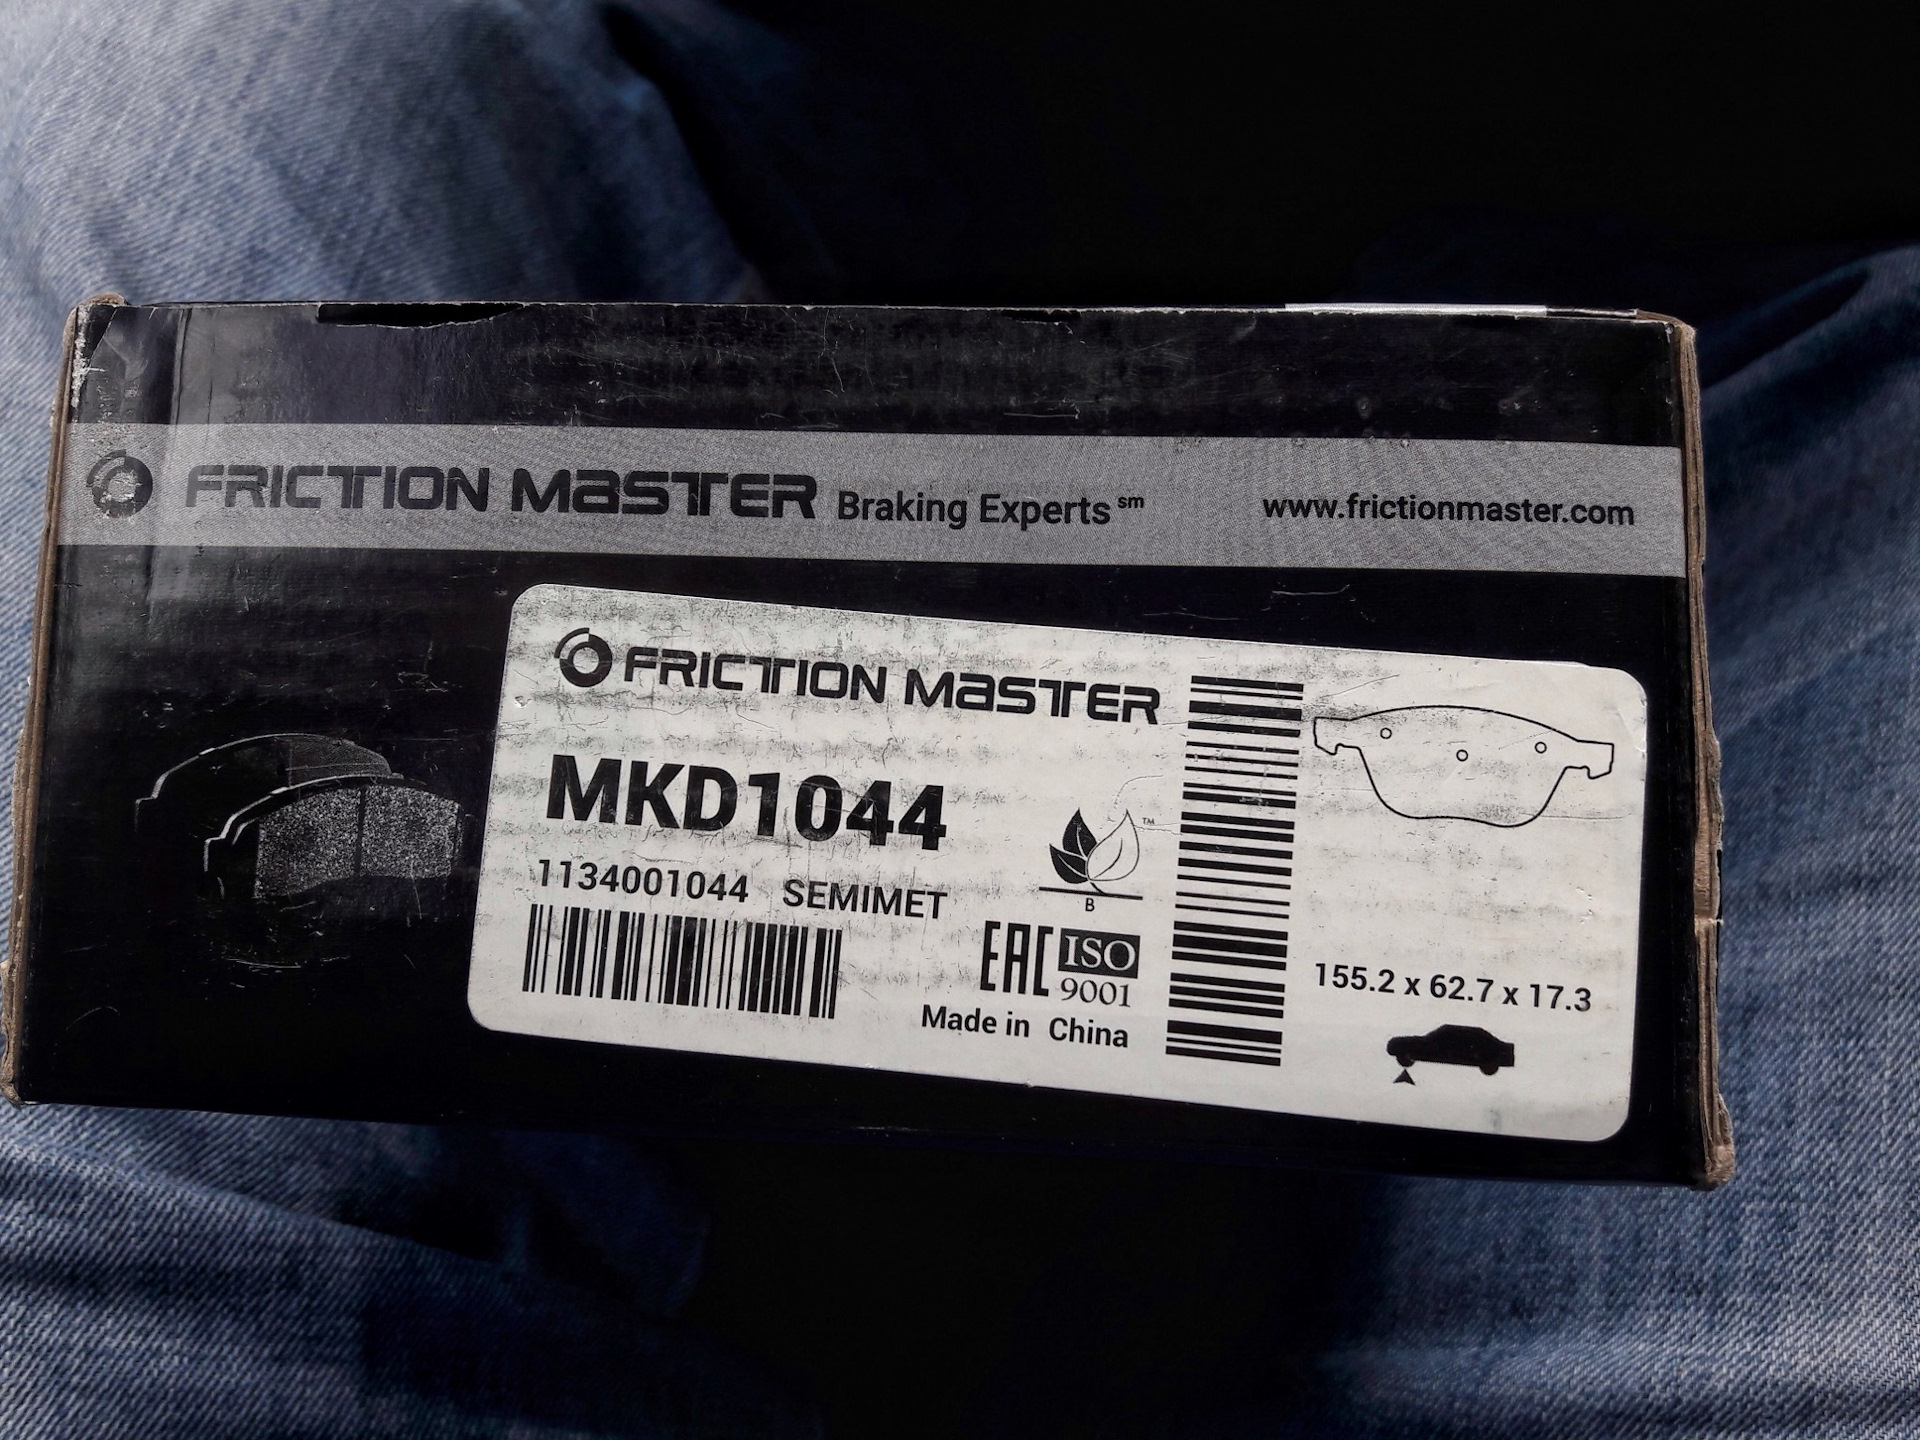 FRICTION MASTER Braking Experts℠ www.frictionmaster.com
FRICTION MASTER
MKD1044
™
1134001044 SEMIMET
B
EAC ISO
9001
Made in China
155.2 x 62.7 x 17.3